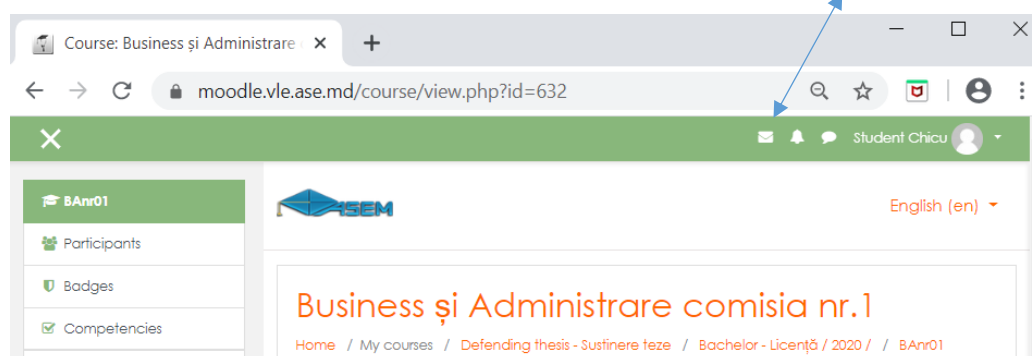 Course: Business și Administrare
moodle.vle.ase.md/course/view.php?id=632
Student Chicu
BAnr01
ASEM
English (en)
Participants
Badges
Competencies
Business și Administrare comisia nr.1
Home / My courses / Defending thesis - Sustinere teze / Bachelor - Licență / 2020 / / BAnr01